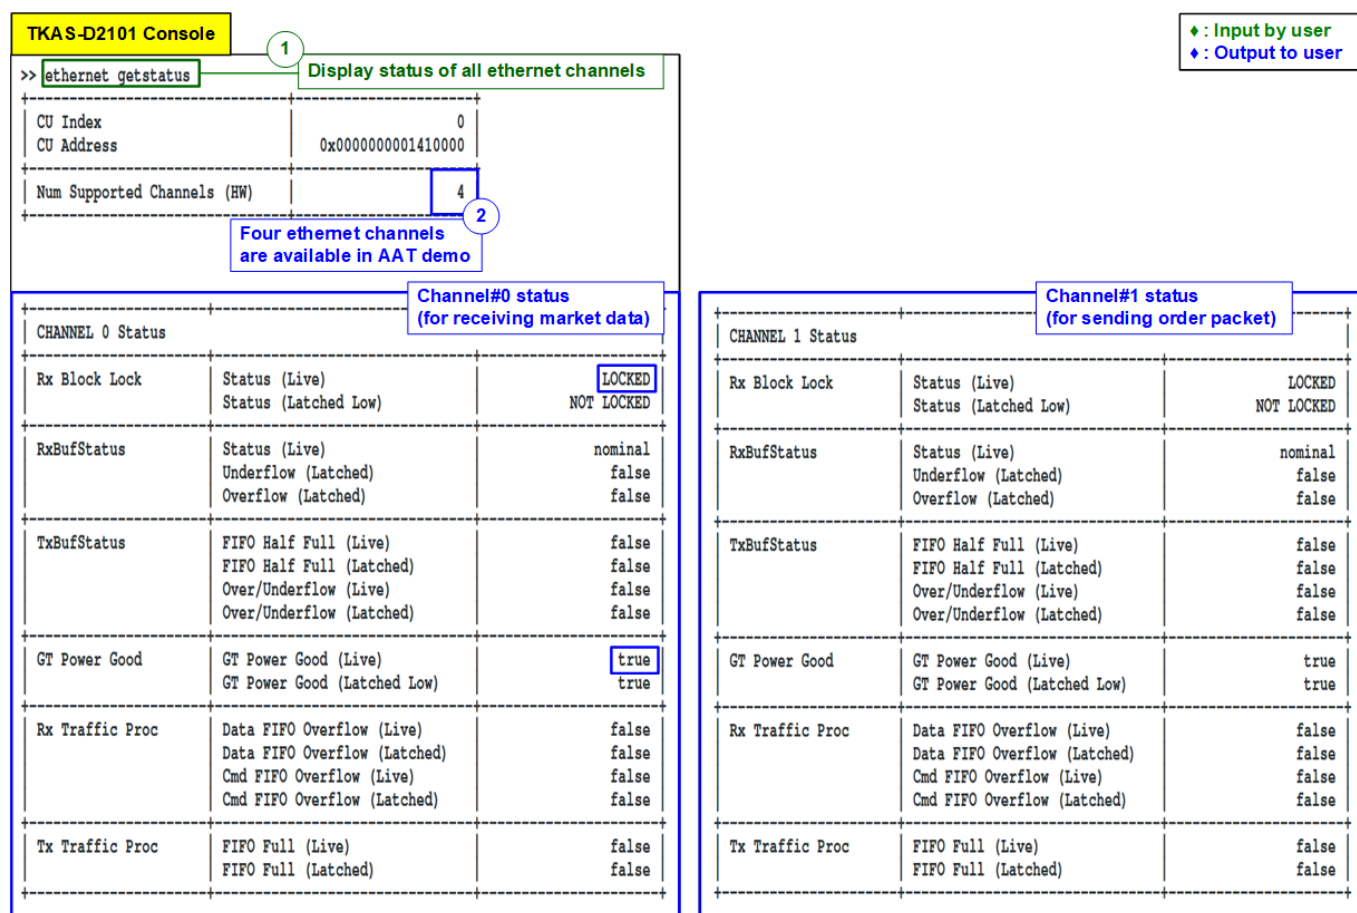 TKAS-D2101 Console
♦ : Input by user
♦ : Output to user
1
>> ethernet getstatus
Display status of all ethernet channels
CU Index 0
CU Address 0x0000000001410000
Num Supported Channels (HW) 4
2
Four ethernet channels
are available in AAT demo
Channel#0 status
(for receiving market data)
CHANNEL 0 Status
Rx Block Lock Status (Live) LOCKED
Status (Latched Low) NOT LOCKED
RxBufStatus Status (Live) nominal
Underflow (Latched) false
Overflow (Latched) false
TxBufStatus FIFO Half Full (Live) false
FIFO Half Full (Latched) false
Over/Underflow (Live) false
Over/Underflow (Latched) false
GT Power Good GT Power Good (Live) true
GT Power Good (Latched Low) true
Rx Traffic Proc Data FIFO Overflow (Live) false
Data FIFO Overflow (Latched) false
Cmd FIFO Overflow (Live) false
Cmd FIFO Overflow (Latched) false
Tx Traffic Proc FIFO Full (Live) false
FIFO Full (Latched) false
Channel#1 status
(for sending order packet)
CHANNEL 1 Status
Rx Block Lock Status (Live) LOCKED
Status (Latched Low) NOT LOCKED
RxBufStatus Status (Live) nominal
Underflow (Latched) false
Overflow (Latched) false
TxBufStatus FIFO Half Full (Live) false
FIFO Half Full (Latched) false
Over/Underflow (Live) false
Over/Underflow (Latched) false
GT Power Good GT Power Good (Live) true
GT Power Good (Latched Low) true
Rx Traffic Proc Data FIFO Overflow (Live) false
Data FIFO Overflow (Latched) false
Cmd FIFO Overflow (Live) false
Cmd FIFO Overflow (Latched) false
Tx Traffic Proc FIFO Full (Live) false
FIFO Full (Latched) false